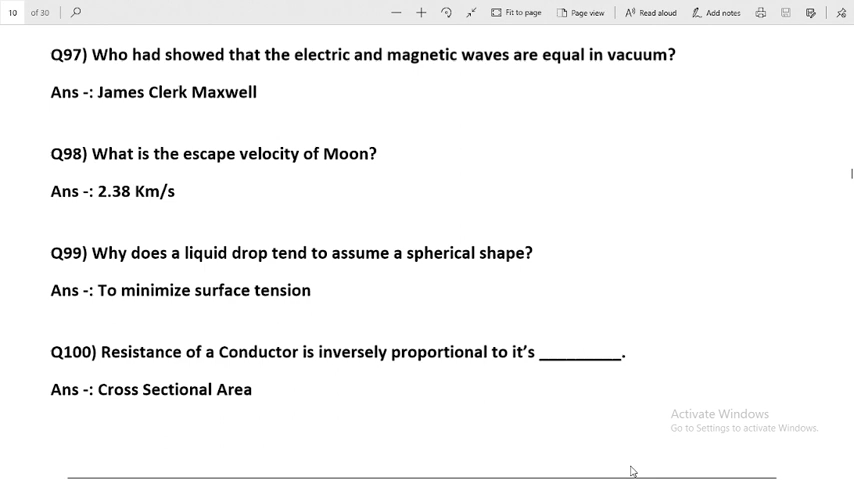 10 of 30 Fit to page Page view Read aloud Add notes
Q97) Who had showed that the electric and magnetic waves are equal in vacuum?
Ans -: James Clerk Maxwell
Q98) What is the escape velocity of Moon?
Ans -: 2.38 Km/s
Q99) Why does a liquid drop tend to assume a spherical shape?
Ans -: To minimize surface tension
Q100) Resistance of a Conductor is inversely proportional to it’s _________.
Ans -: Cross Sectional Area
Activate Windows
Go to Settings to activate Windows.